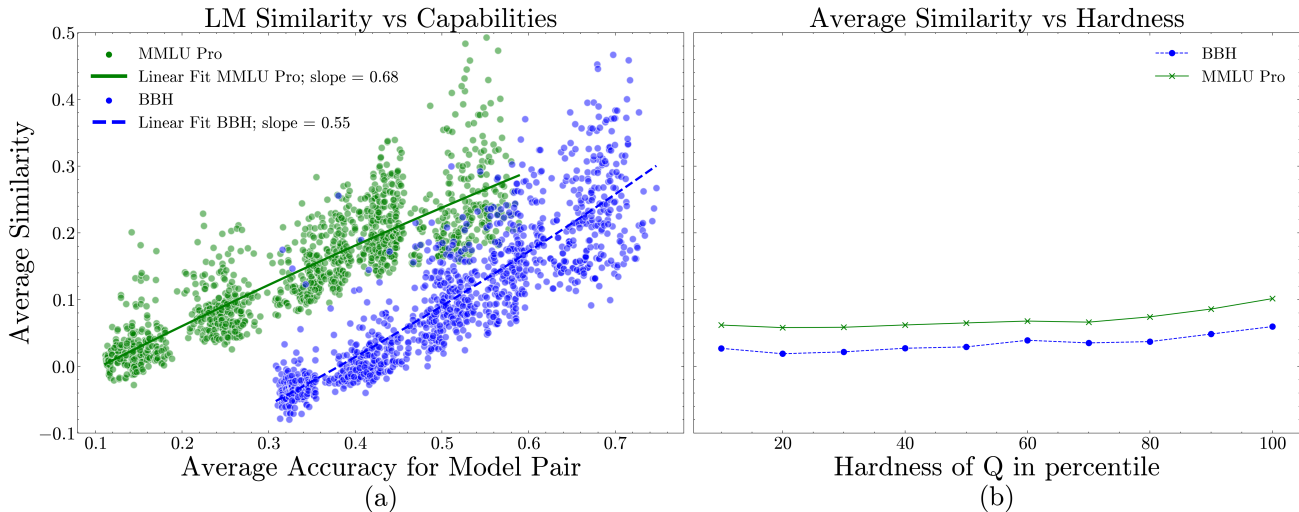 LM Similarity vs Capabilities
0.5
0.4
0.3
0.2
0.1
0.0
−0.1
Average Similarity
MMLU Pro
Linear Fit MMLU Pro; slope = 0.68
BBH
Linear Fit BBH; slope = 0.55
0.1 0.2 0.3 0.4 0.5 0.6 0.7
Average Accuracy for Model Pair
(a)
Average Similarity vs Hardness
BBH
MMLU Pro
20 40 60 80 100
Hardness of Q in percentile
(b)